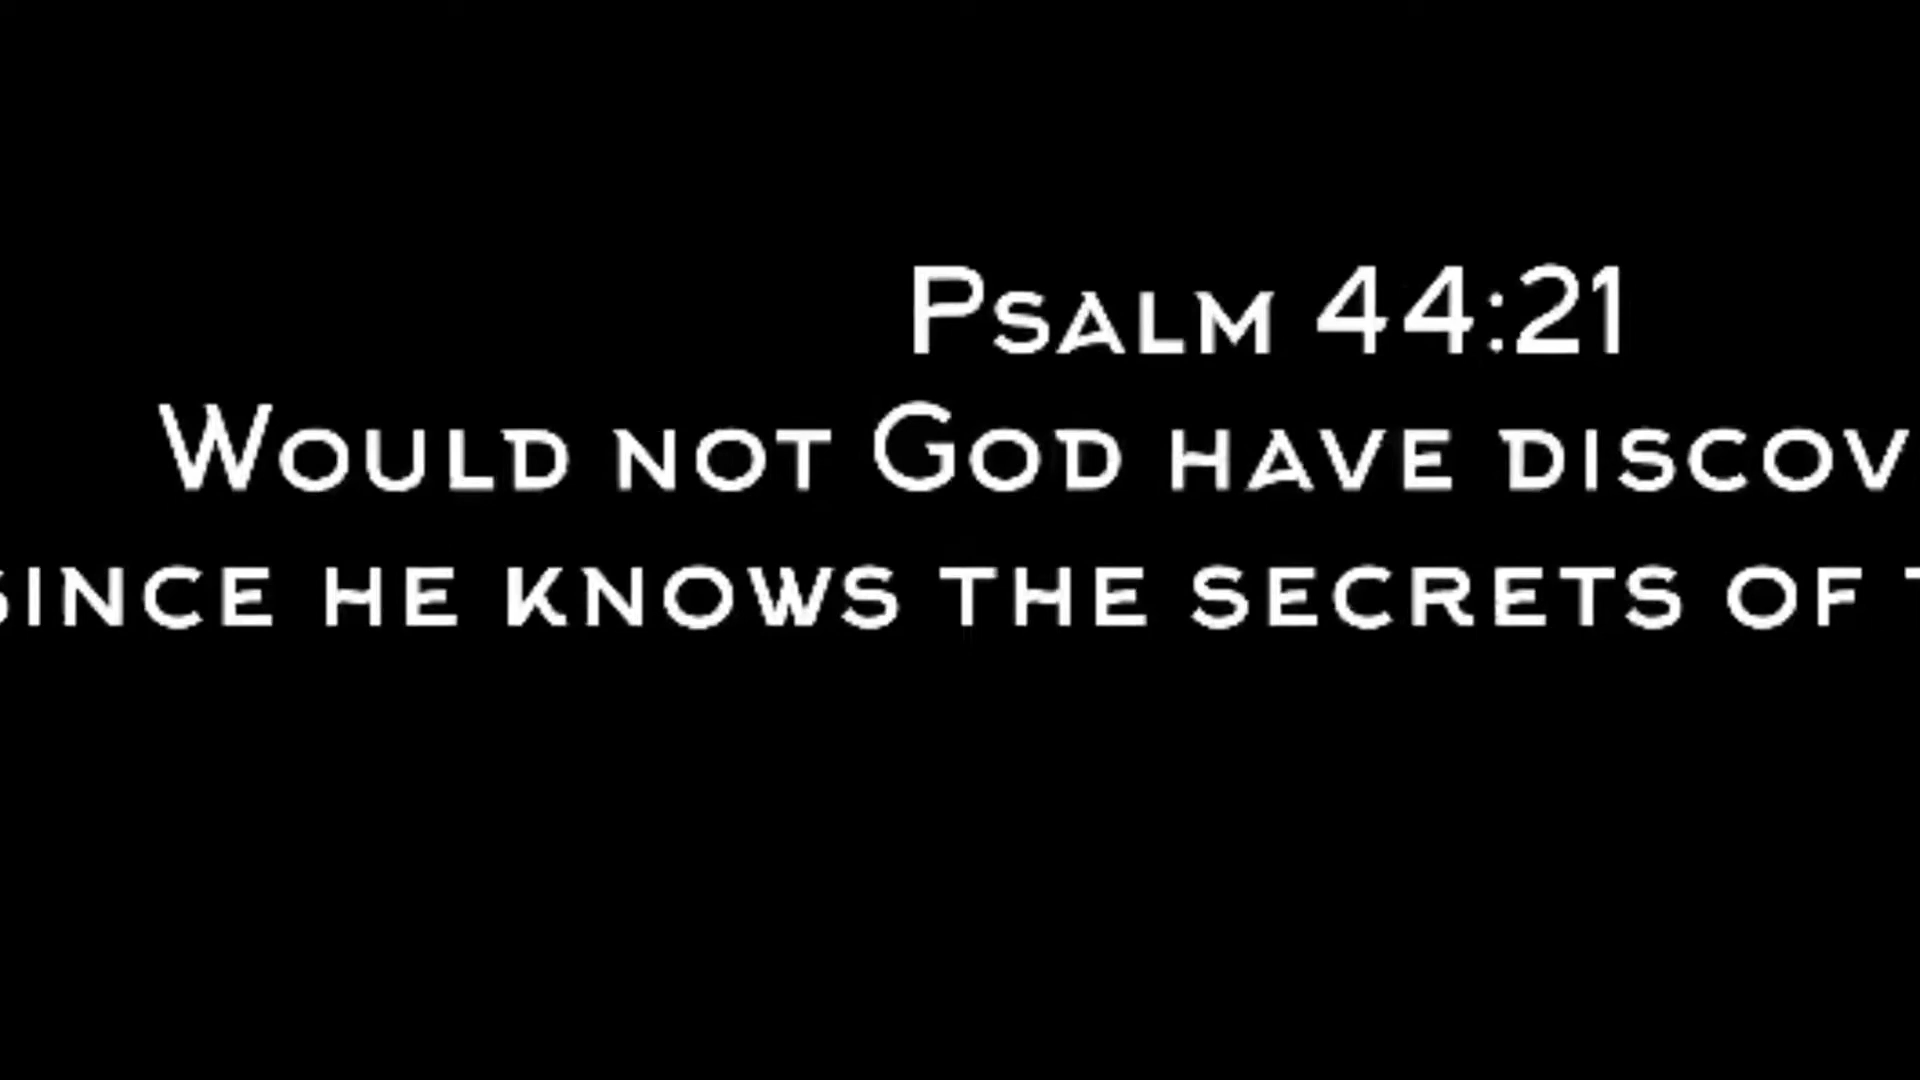 Psalm 44:21
Would not God have discov
since he knows the secrets of